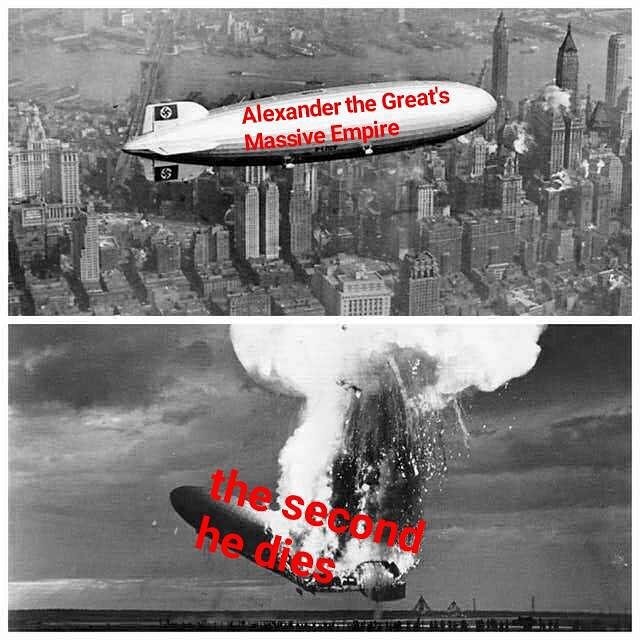 Alexander the Great's
Massive Empire
the second
he dies